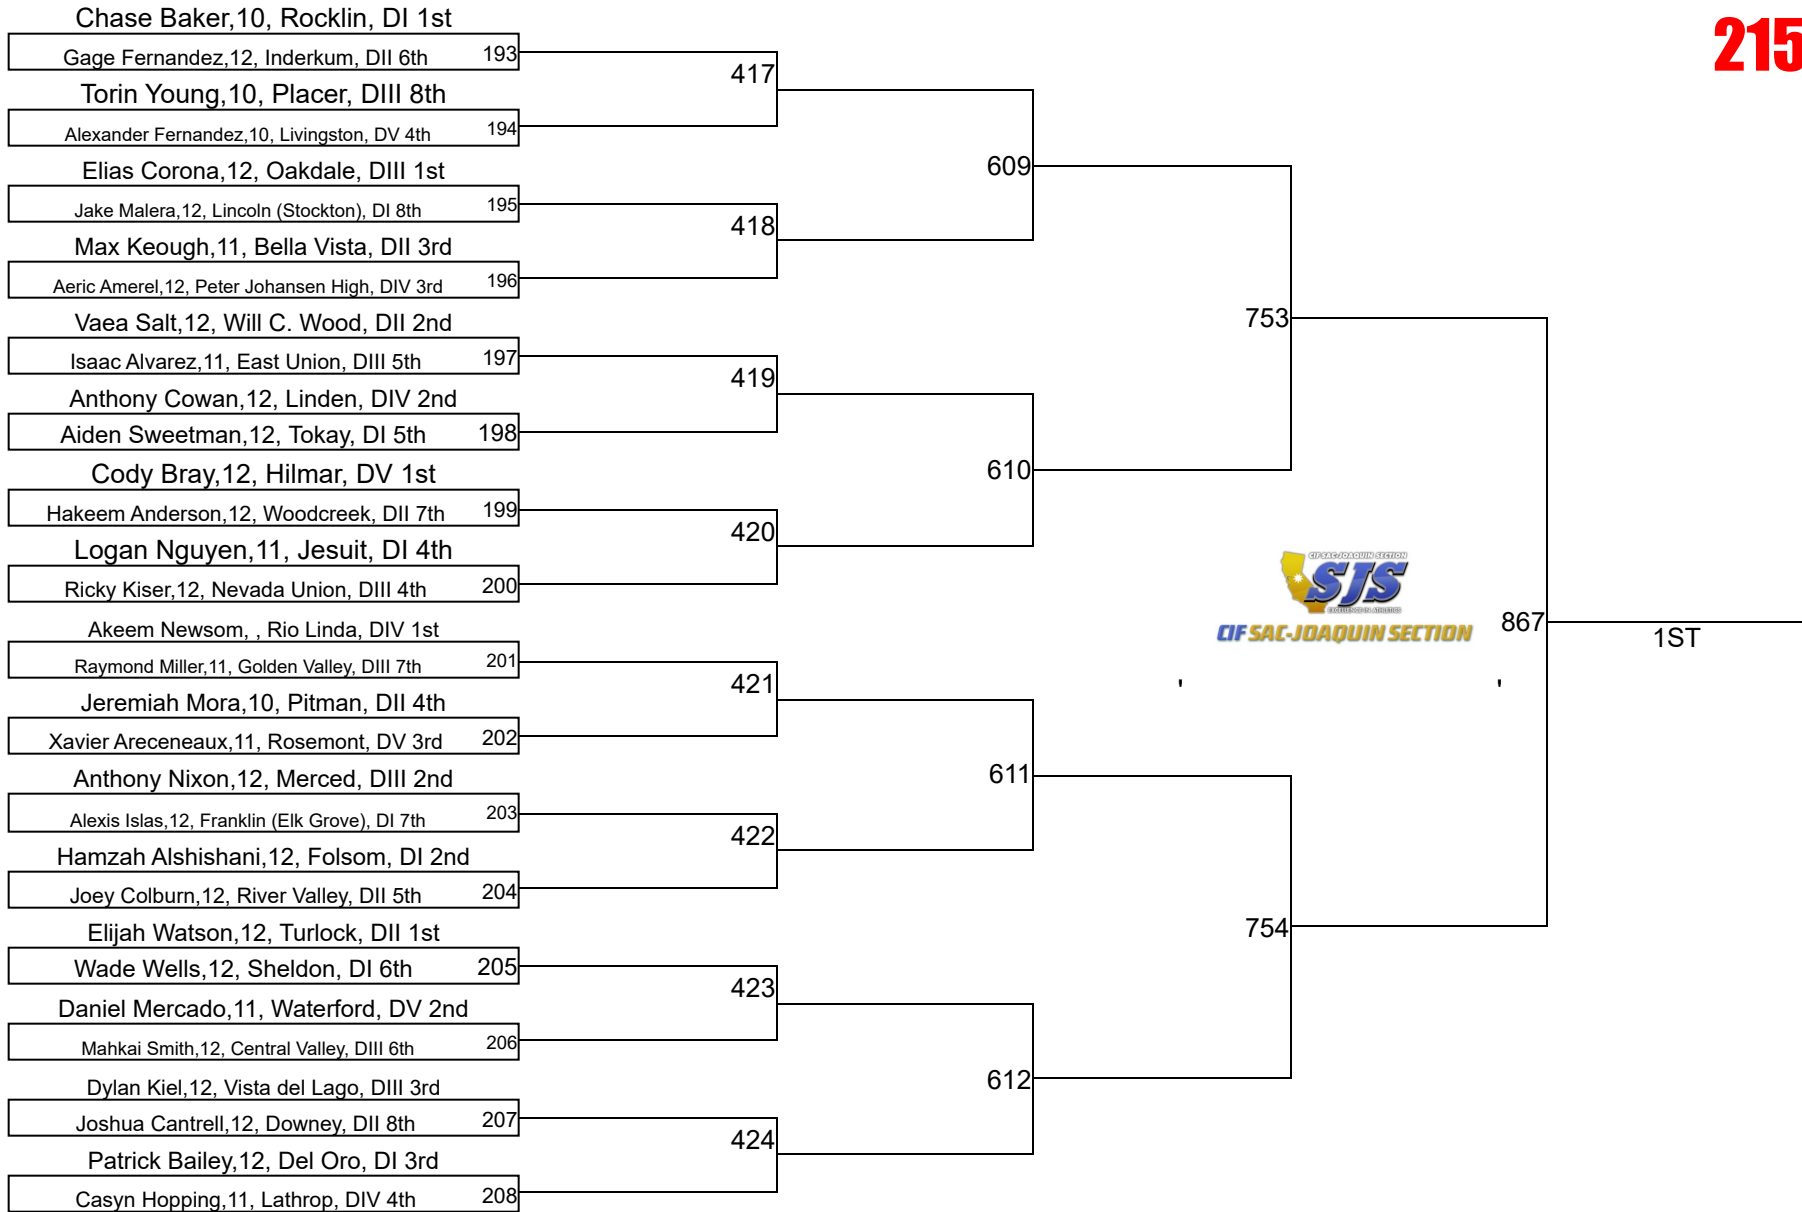 Chase Baker,10, Rocklin, DI 1st
215
Gage Fernandez,12, Inderkum, DII 6th 193
417
Torin Young,10, Placer, DIII 8th
Alexander Fernandez,10, Livingston, DV 4th 194
Elias Corona,12, Oakdale, DIII 1st
609
Jake Malera,12, Lincoln (Stockton), DI 8th 195
418
Max Keough,11, Bella Vista, DII 3rd
Aeric Amerel,12, Peter Johansen High, DIV 3rd 196
Vaea Salt,12, Will C. Wood, DII 2nd
753
Isaac Alvarez,11, East Union, DIII 5th 197
419
Anthony Cowan,12, Linden, DIV 2nd
Aiden Sweetman,12, Tokay, DI 5th 198
Cody Bray,12, Hilmar, DV 1st
610
Hakeem Anderson,12, Woodcreek, DII 7th 199
420
Logan Nguyen,11, Jesuit, DI 4th
CIF SAC-JOAQUIN SECTION
SJS
Ricky Kiser,12, Nevada Union, DIII 4th 200
EXCELLENCE IN ATHLETICS
CIF SAC-JOAQUIN SECTION
867
1ST
Akeem Newsom, , Rio Linda, DIV 1st
Raymond Miller,11, Golden Valley, DIII 7th 201
421
' '
Jeremiah Mora,10, Pitman, DII 4th
Xavier Areceneaux,11, Rosemont, DV 3rd 202
Anthony Nixon,12, Merced, DIII 2nd
611
Alexis Islas,12, Franklin (Elk Grove), DI 7th 203
422
Hamzah Alshishani,12, Folsom, DI 2nd
Joey Colburn,12, River Valley, DII 5th 204
Elijah Watson,12, Turlock, DII 1st
754
Wade Wells,12, Sheldon, DI 6th 205
423
Daniel Mercado,11, Waterford, DV 2nd
Mahkai Smith,12, Central Valley, DIII 6th 206
Dylan Kiel,12, Vista del Lago, DIII 3rd
612
Joshua Cantrell,12, Downey, DII 8th 207
424
Patrick Bailey,12, Del Oro, DI 3rd
Casyn Hopping,11, Lathrop, DIV 4th 208